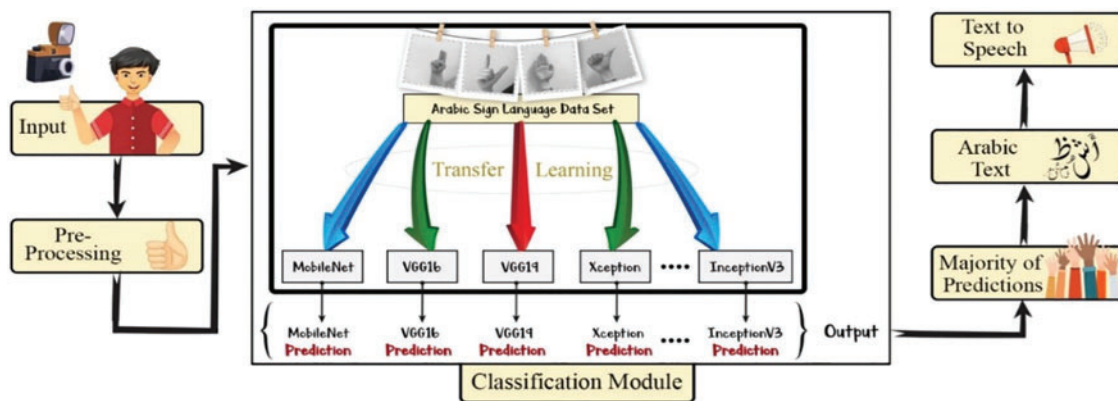 Input
Pre-
Processing
Arabic Sign Language Data Set
Transfer Learning
MobileNet
VGG16
VGG19
Xception
....
InceptionV3
MobileNet
Prediction
VGG16
Prediction
VGG19
Prediction
Xception
Prediction
....
InceptionV3
Prediction
Output
Classification Module
Majority of
Predictions
Arabic
Text
Text to
Speech